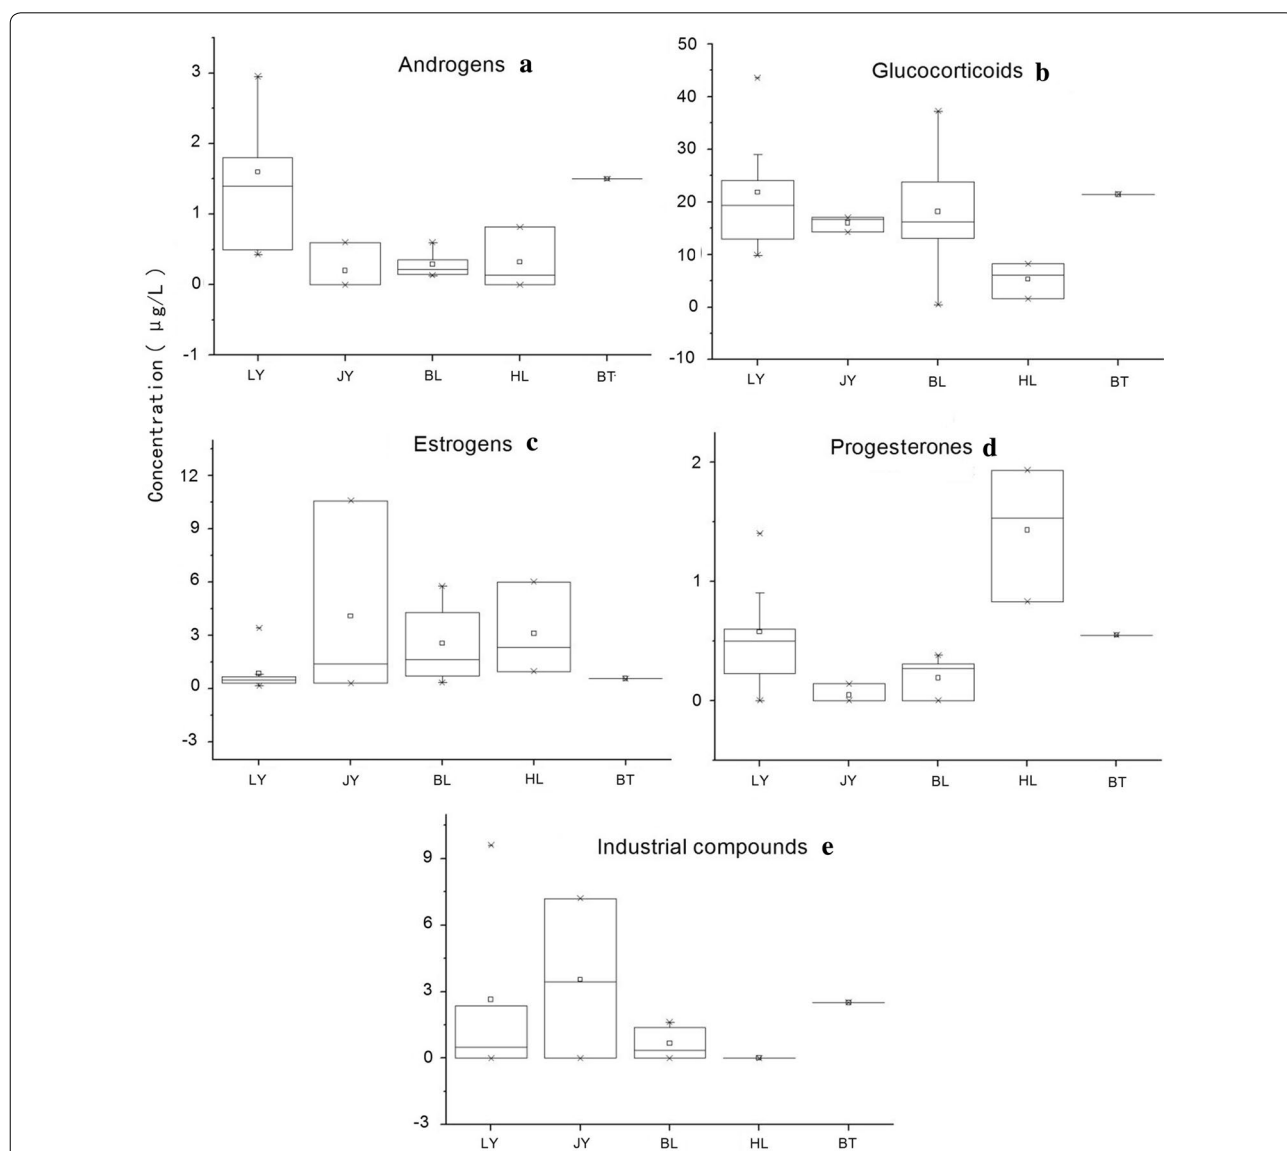 Concentration ( μg/L )
Androgens a
3
2
1
0
-1
LY JY BL HL BT
Glucocorticoids b
50
40
30
20
10
0
-10
LY JY BL HL BT
Estrogens c
12
9
6
3
0
-3
LY JY BL HL BT
Progesterones d
2
1
0
LY JY BL HL BT
Industrial compounds e
9
6
3
0
-3
LY JY BL HL BT